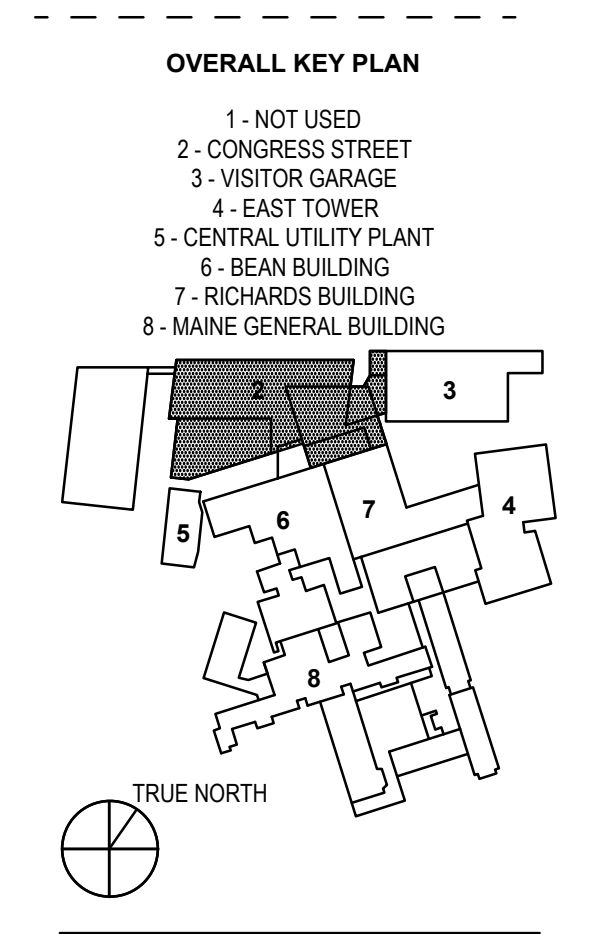 OVERALL KEY PLAN
1 - NOT USED
2 - CONGRESS STREET
3 - VISITOR GARAGE
4 - EAST TOWER
5 - CENTRAL UTILITY PLANT
6 - BEAN BUILDING
7 - RICHARDS BUILDING
8 - MAINE GENERAL BUILDING
2
3
4
7
6
5
8
TRUE NORTH